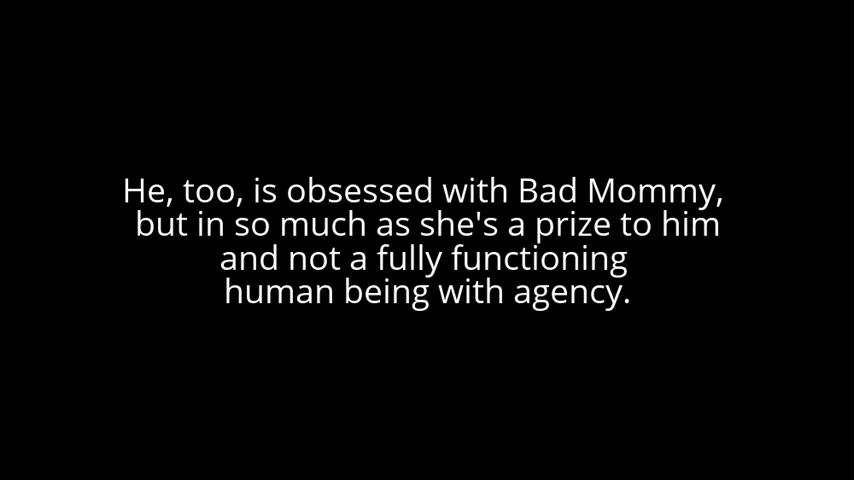 He, too, is obsessed with Bad Mommy,
but in so much as she's a prize to him
and not a fully functioning
human being with agency.